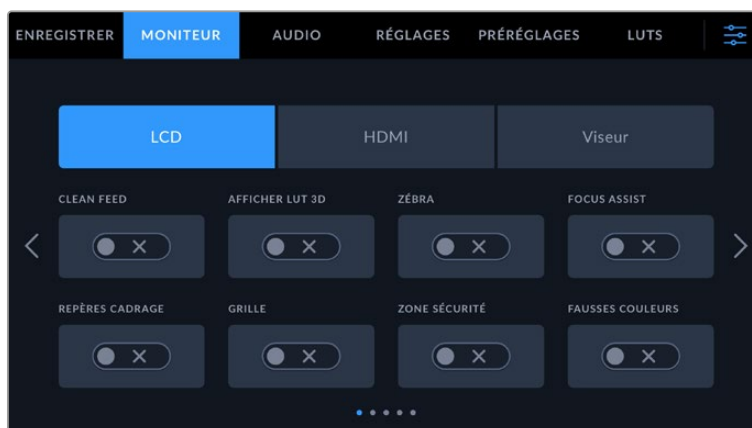 ENREGISTRER MONITEUR AUDIO RÉGLAGES PRÉRÉGLAGES LUTS
LCD HDMI Viseur
CLEAN FEED AFFICHER LUT 3D ZÉBRA FOCUS ASSIST
REPÈRES CADRAGE GRILLE ZONE SÉCURITÉ FAUSSES COULEURS